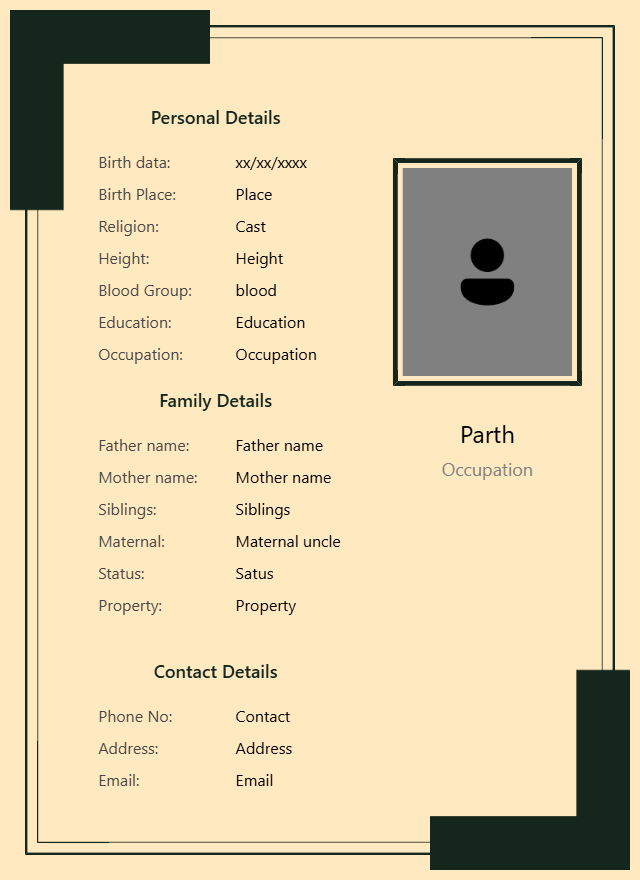 Personal Details
Birth data: xx/xx/xxxx
Birth Place: Place
Religion: Cast
Height: Height
Blood Group: blood
Education: Education
Occupation: Occupation
Family Details
Father name: Father name
Mother name: Mother name
Siblings: Siblings
Maternal: Maternal uncle
Status: Satus
Property: Property
Contact Details
Phone No: Contact
Address: Address
Email: Email
Parth
Occupation